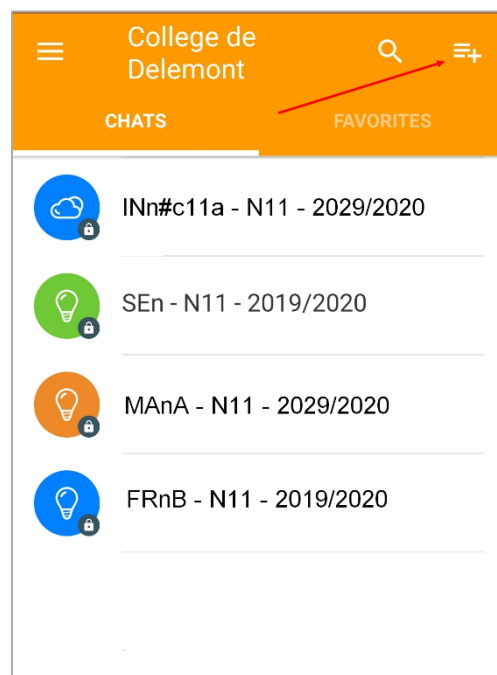 College de
Delemont
CHATS FAVORITES
INn#c11a - N11 - 2029/2020
SEn - N11 - 2019/2020
MAnA - N11 - 2029/2020
FRnB - N11 - 2019/2020